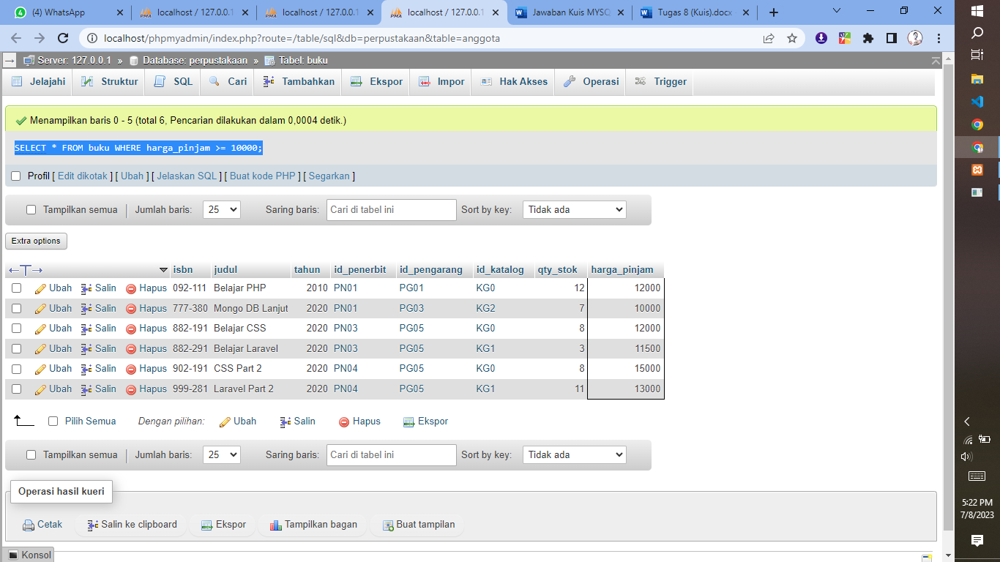 (4) WhatsApp
localhost / 127.0.0.1
localhost / 127.0.0.1
localhost / 127.0.0.1
Jawaban Kuis MYSQ
Tugas 8 (Kuis).docx
localhost/phpmyadmin/index.php?route=/table/sql&db=perpustakaan&table=anggota
Server: 127.0.0.1 » Database: perpustakaan » Tabel: buku
Jelajahi Struktur SQL Cari Tambahkan Ekspor Impor Hak Akses Operasi Trigger
Menampilkan baris 0 - 5 (total 6, Pencarian dilakukan dalam 0,0004 detik.)
SELECT * FROM buku WHERE harga_pinjam >= 10000;
Profil [ Edit dikotak ] [ Ubah ] [ Jelaskan SQL ] [ Buat kode PHP ] [ Segarkan ]
Tampilkan semua Jumlah baris: 25 Saring baris: Cari di tabel ini Sort by key: Tidak ada
Extra options
isbn judul tahun id_penerbit id_pengarang id_katalog qty_stok harga_pinjam
Ubah Salin Hapus 092-111 Belajar PHP 2010 PN01 PG01 KG0 12 12000
Ubah Salin Hapus 777-380 Mongo DB Lanjut 2020 PN01 PG03 KG2 7 10000
Ubah Salin Hapus 882-191 Belajar CSS 2020 PN03 PG05 KG0 8 12000
Ubah Salin Hapus 882-291 Belajar Laravel 2020 PN03 PG05 KG1 3 11500
Ubah Salin Hapus 902-191 CSS Part 2 2020 PN04 PG05 KG0 8 15000
Ubah Salin Hapus 999-281 Laravel Part 2 2020 PN04 PG05 KG1 11 13000
Pilih Semua Dengan pilihan: Ubah Salin Hapus Ekspor
Tampilkan semua Jumlah baris: 25 Saring baris: Cari di tabel ini Sort by key: Tidak ada
Operasi hasil kueri
Cetak Salin ke clipboard Ekspor Tampilkan bagan Buat tampilan
Konsol
5:22 PM
7/8/2023